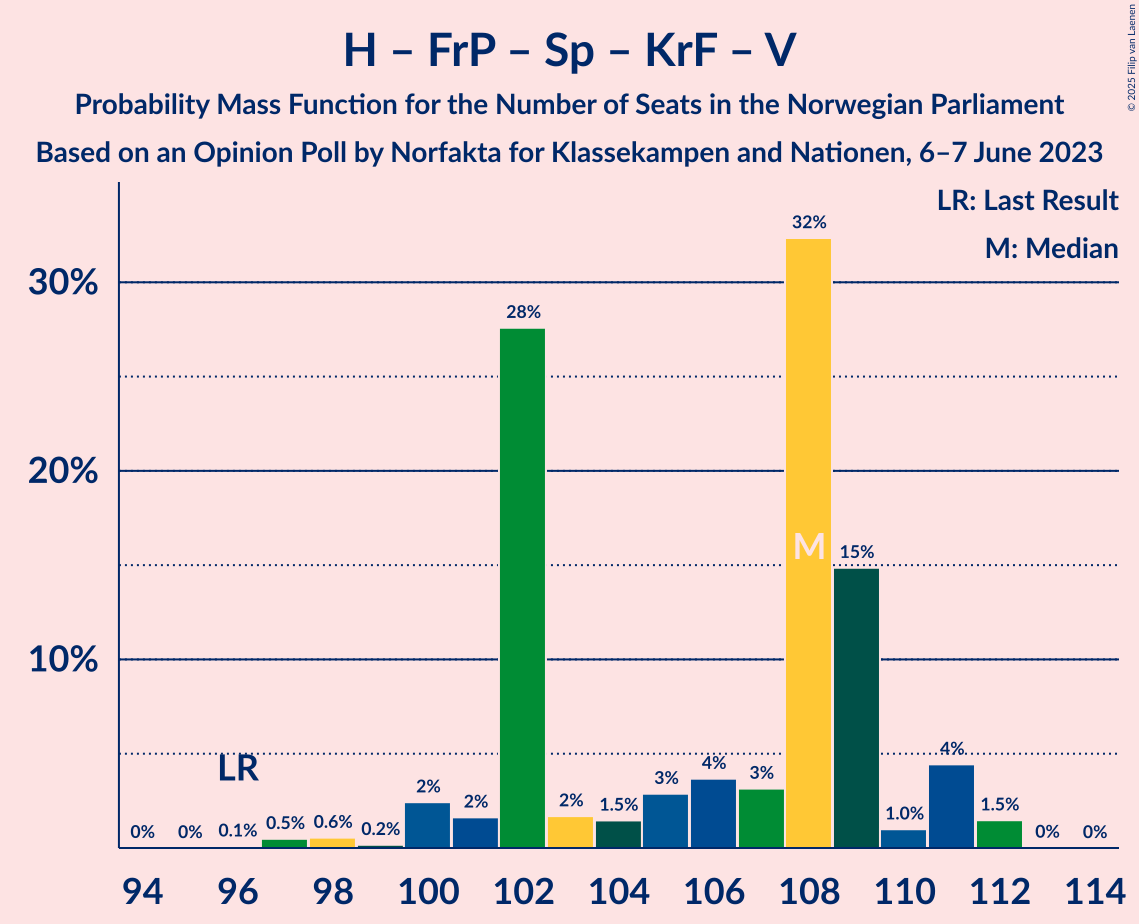 H – FrP – Sp – KrF – V
Probability Mass Function for the Number of Seats in the Norwegian Parliament
Based on an Opinion Poll by Norfakta for Klassekampen and Nationen, 6–7 June 2023
© 2025 Filip van Laenen
LR: Last Result
M: Median
30%
20%
10%
LR
M
0% 0% 0.1% 0.5% 0.6% 0.2% 2% 2% 28% 2% 1.5% 3% 4% 3% 32% 15% 1.0% 4% 1.5% 0% 0%
94 96 98 100 102 104 106 108 110 112 114